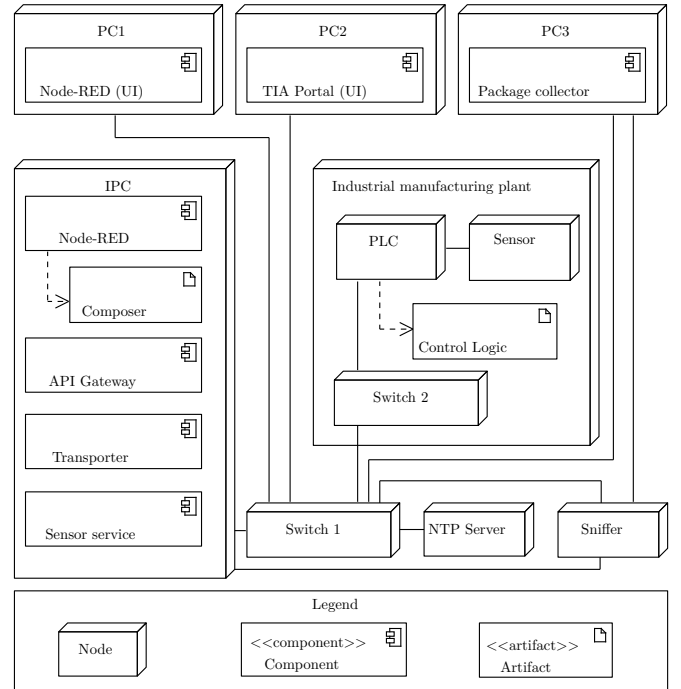 PC1
Node-RED (UI)
PC2
TIA Portal (UI)
PC3
Package collector
IPC
Node-RED
Composer
API Gateway
Transporter
Sensor service
Industrial manufacturing plant
PLC
Sensor
Control Logic
Switch 2
Switch 1
NTP Server
Sniffer
Legend
Node
<<component>>
Component
<<artifact>>
Artifact